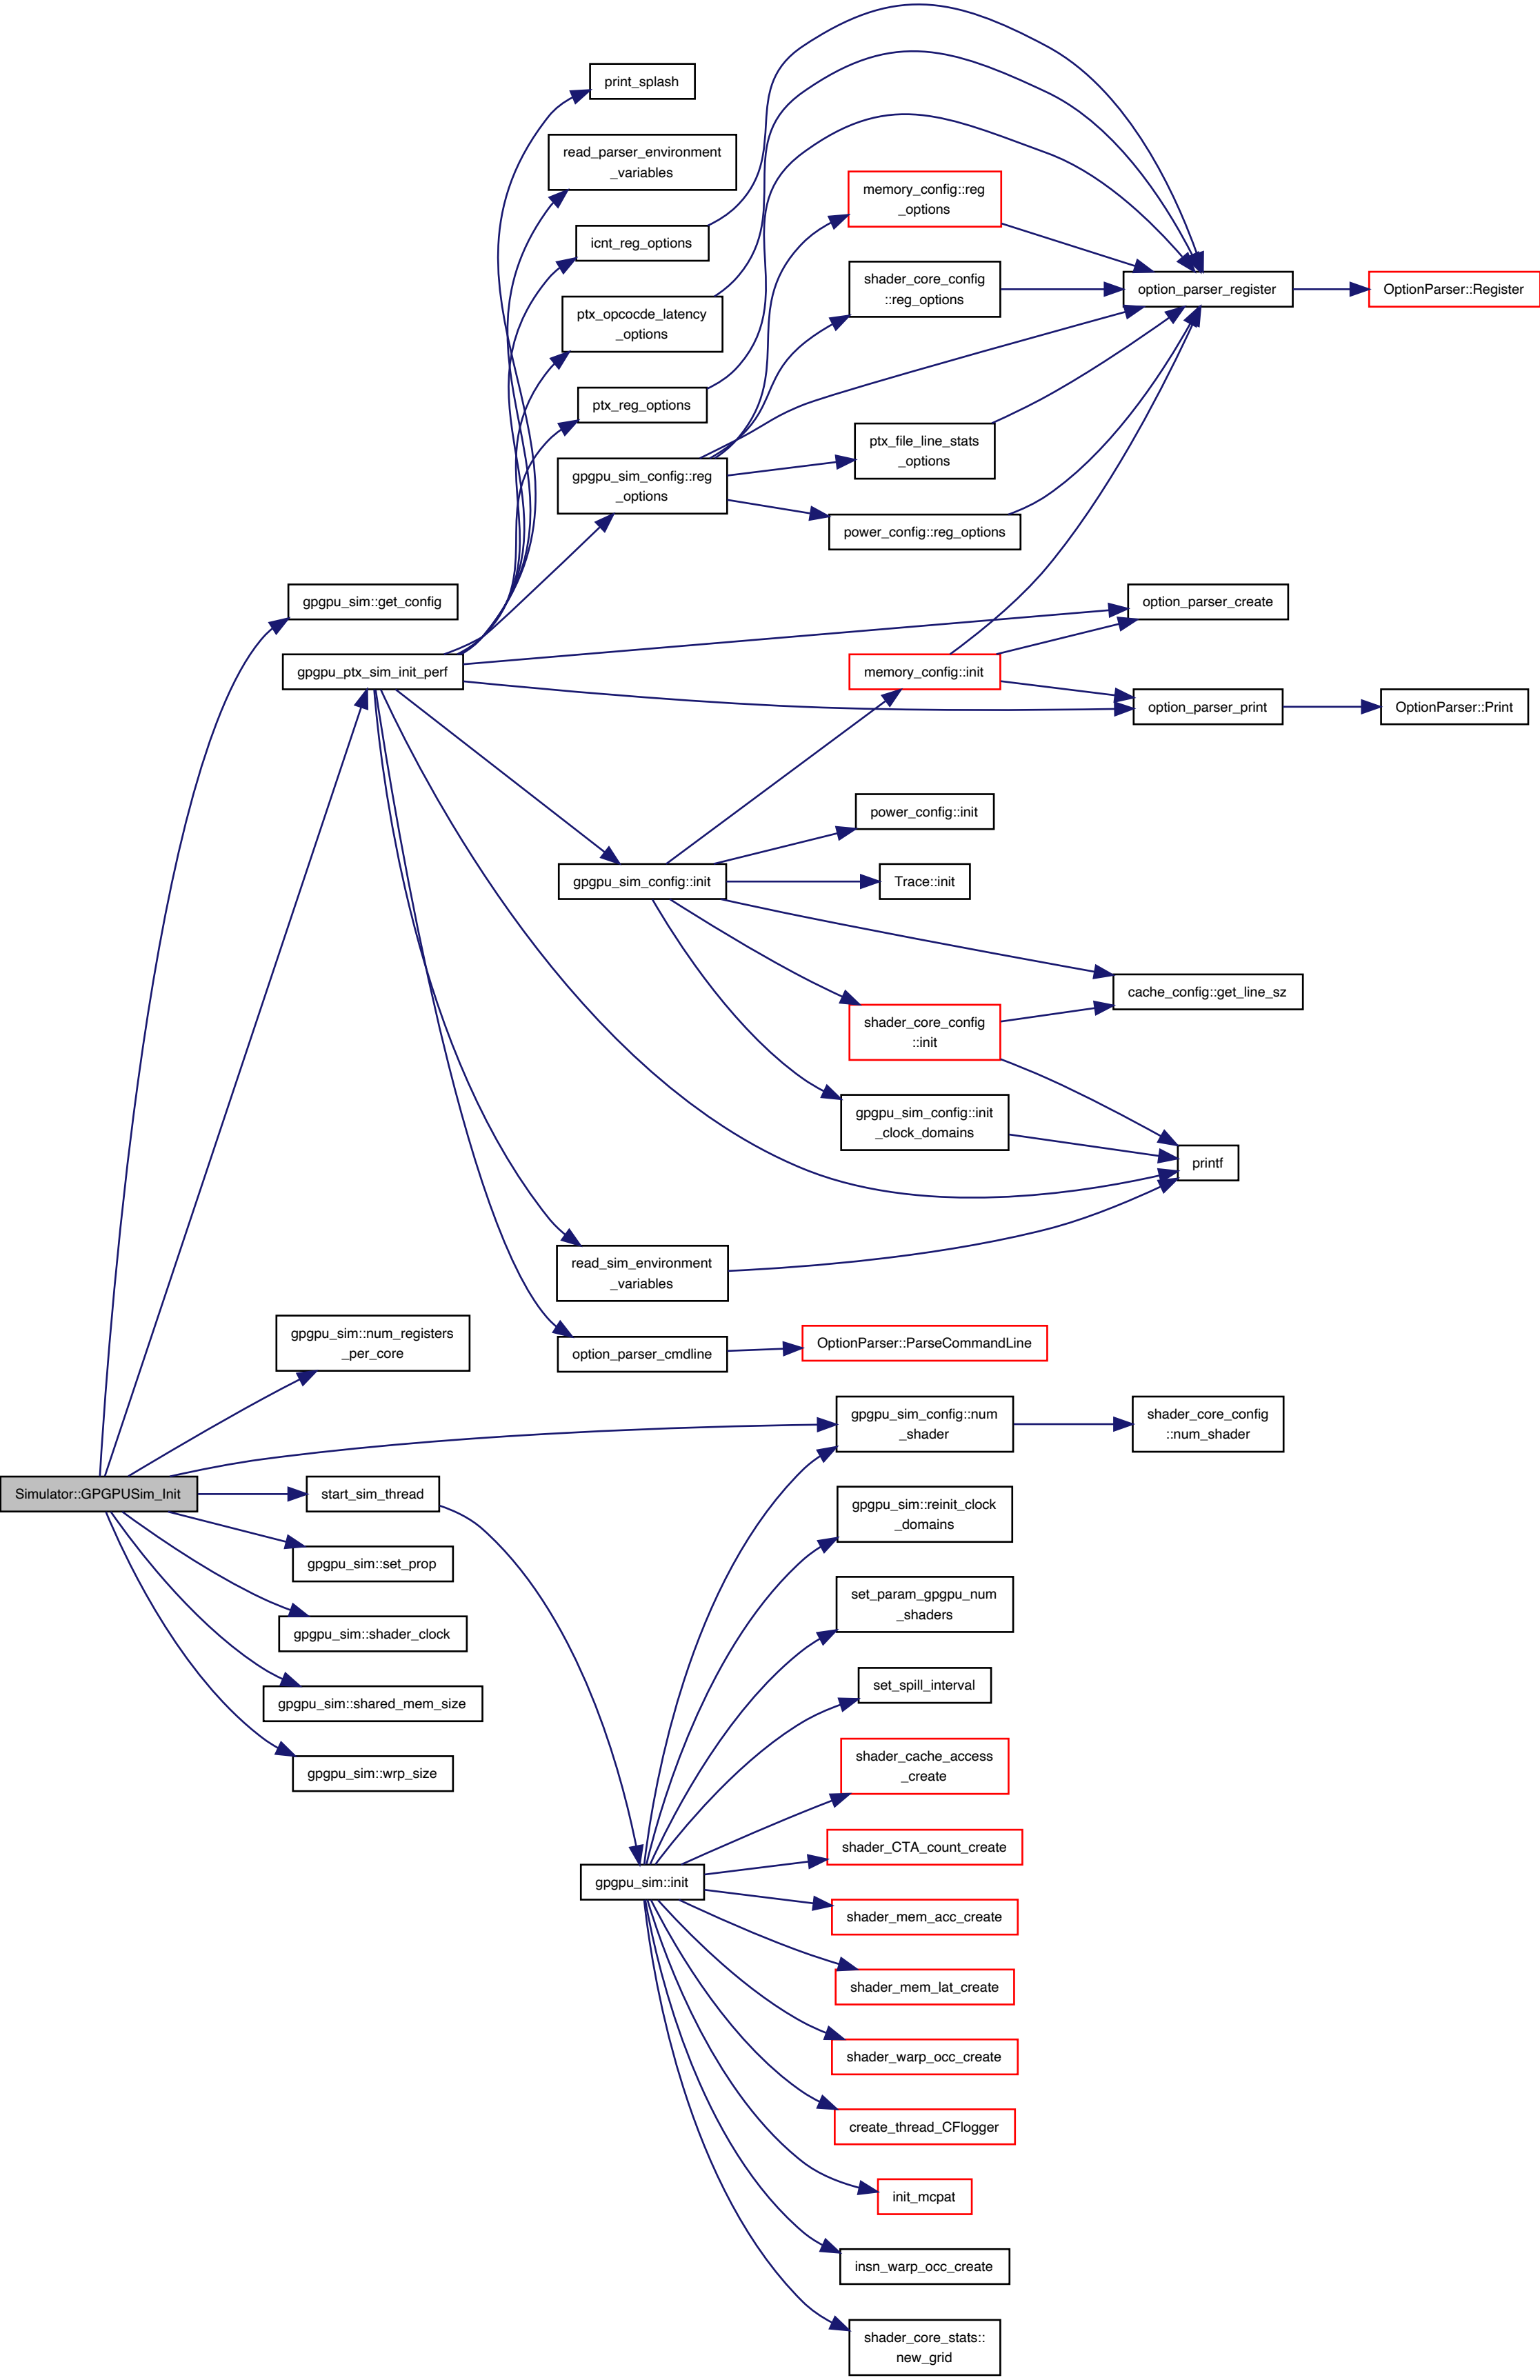 print_splash
read_parser_environment
_variables
icnt_reg_options
ptx_opcocde_latency
_options
ptx_reg_options
gpgpu_sim_config::reg
_options
memory_config::reg
_options
shader_core_config
::reg_options
ptx_file_line_stats
_options
power_config::reg_options
option_parser_register
OptionParser::Register
gpgpu_sim::get_config
gpgpu_ptx_sim_init_perf
option_parser_create
memory_config::init
option_parser_print
OptionParser::Print
power_config::init
gpgpu_sim_config::init
Trace::init
cache_config::get_line_sz
shader_core_config
::init
gpgpu_sim_config::init
_clock_domains
printf
read_sim_environment
_variables
option_parser_cmdline
OptionParser::ParseCommandLine
gpgpu_sim::num_registers
_per_core
gpgpu_sim_config::num
_shader
shader_core_config
::num_shader
Simulator::GPGPUSim_Init
start_sim_thread
gpgpu_sim::reinit_clock
_domains
gpgpu_sim::set_prop
set_param_gpgpu_num
_shaders
gpgpu_sim::shader_clock
set_spill_interval
gpgpu_sim::shared_mem_size
gpgpu_sim::wrp_size
shader_cache_access
_create
shader_CTA_count_create
gpgpu_sim::init
shader_mem_acc_create
shader_mem_lat_create
shader_warp_occ_create
create_thread_CFlogger
init_mcpat
insn_warp_occ_create
shader_core_stats::
new_grid